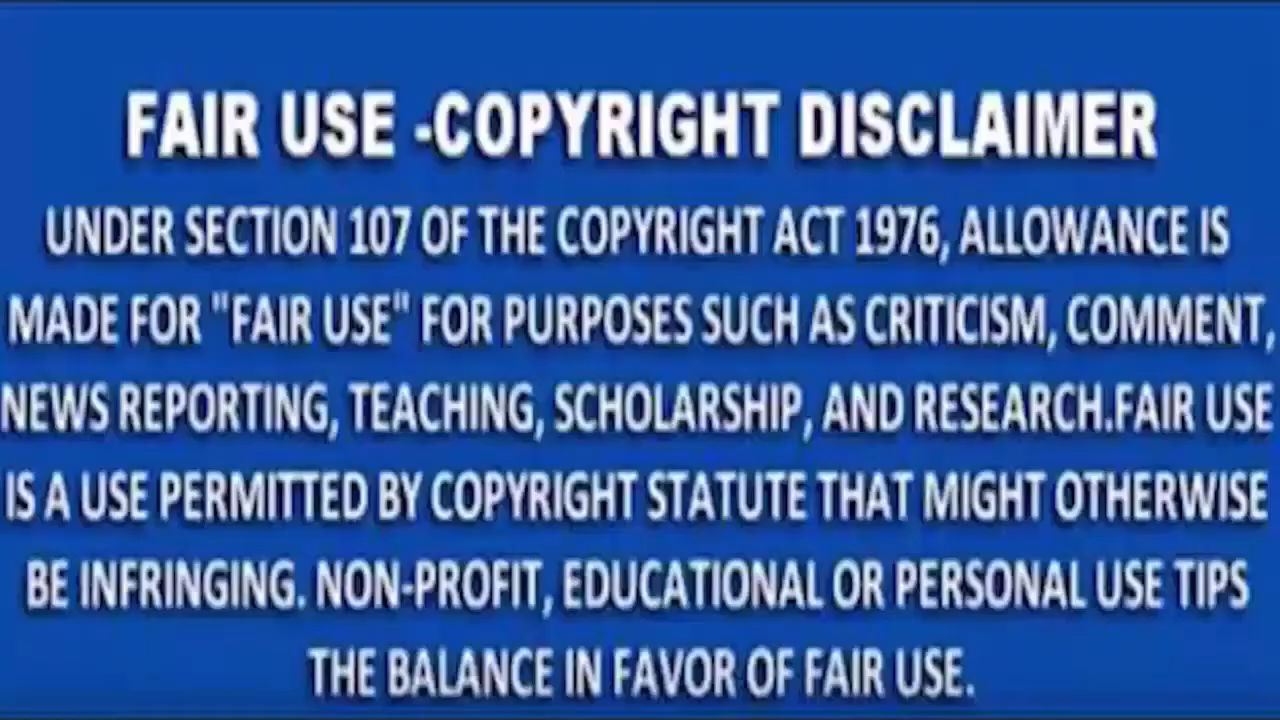 FAIR USE -COPYRIGHT DISCLAIMER
UNDER SECTION 107 OF THE COPYRIGHT ACT 1976, ALLOWANCE IS
MADE FOR "FAIR USE" FOR PURPOSES SUCH AS CRITICISM, COMMENT,
NEWS REPORTING, TEACHING, SCHOLARSHIP, AND RESEARCH.FAIR USE
IS A USE PERMITTED BY COPYRIGHT STATUTE THAT MIGHT OTHERWISE
BE INFRINGING. NON-PROFIT, EDUCATIONAL OR PERSONAL USE TIPS
THE BALANCE IN FAVOR OF FAIR USE.